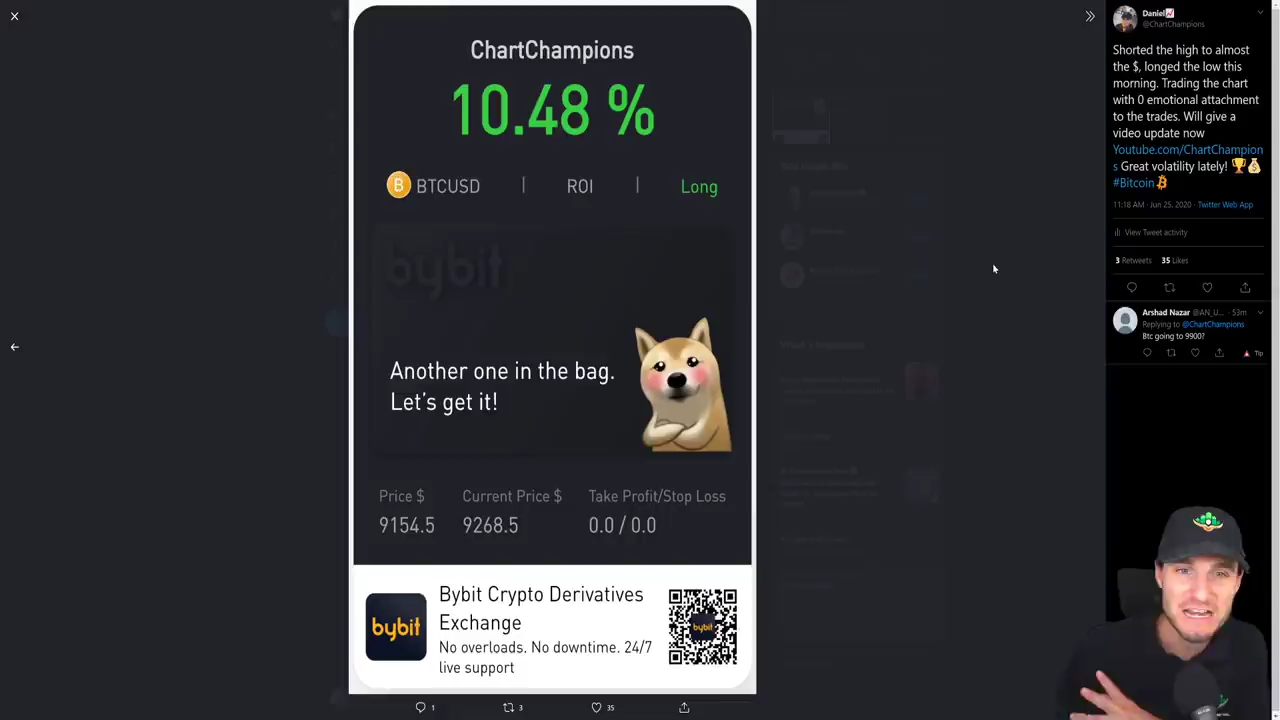 ChartChampions
10.48 %
BTCUSD | ROI | Long
bybit
Another one in the bag.
Let's get it!
Price $ Current Price $ Take Profit/Stop Loss
9154.5 9268.5 0.0 / 0.0
bybit
Bybit Crypto Derivatives
Exchange
No overloads. No downtime. 24/7
live support
bybit
1 3 35
Daniel📈
@ChartChampions
Shorted the high to almost
the $, longed the low this
morning. Trading the chart
with 0 emotional attachment
to the trades. Will give a
video update now
Youtube.com/ChartChampion
s Great volatility lately! 🏆💰
#Bitcoin
11:18 AM · Jun 25, 2020 · Twitter Web App
View Tweet activity
3 Retweets 35 Likes
Arshad Nazar @AN_U... · 53m
Replying to @ChartChampions
Btc going to 9900?
Tip